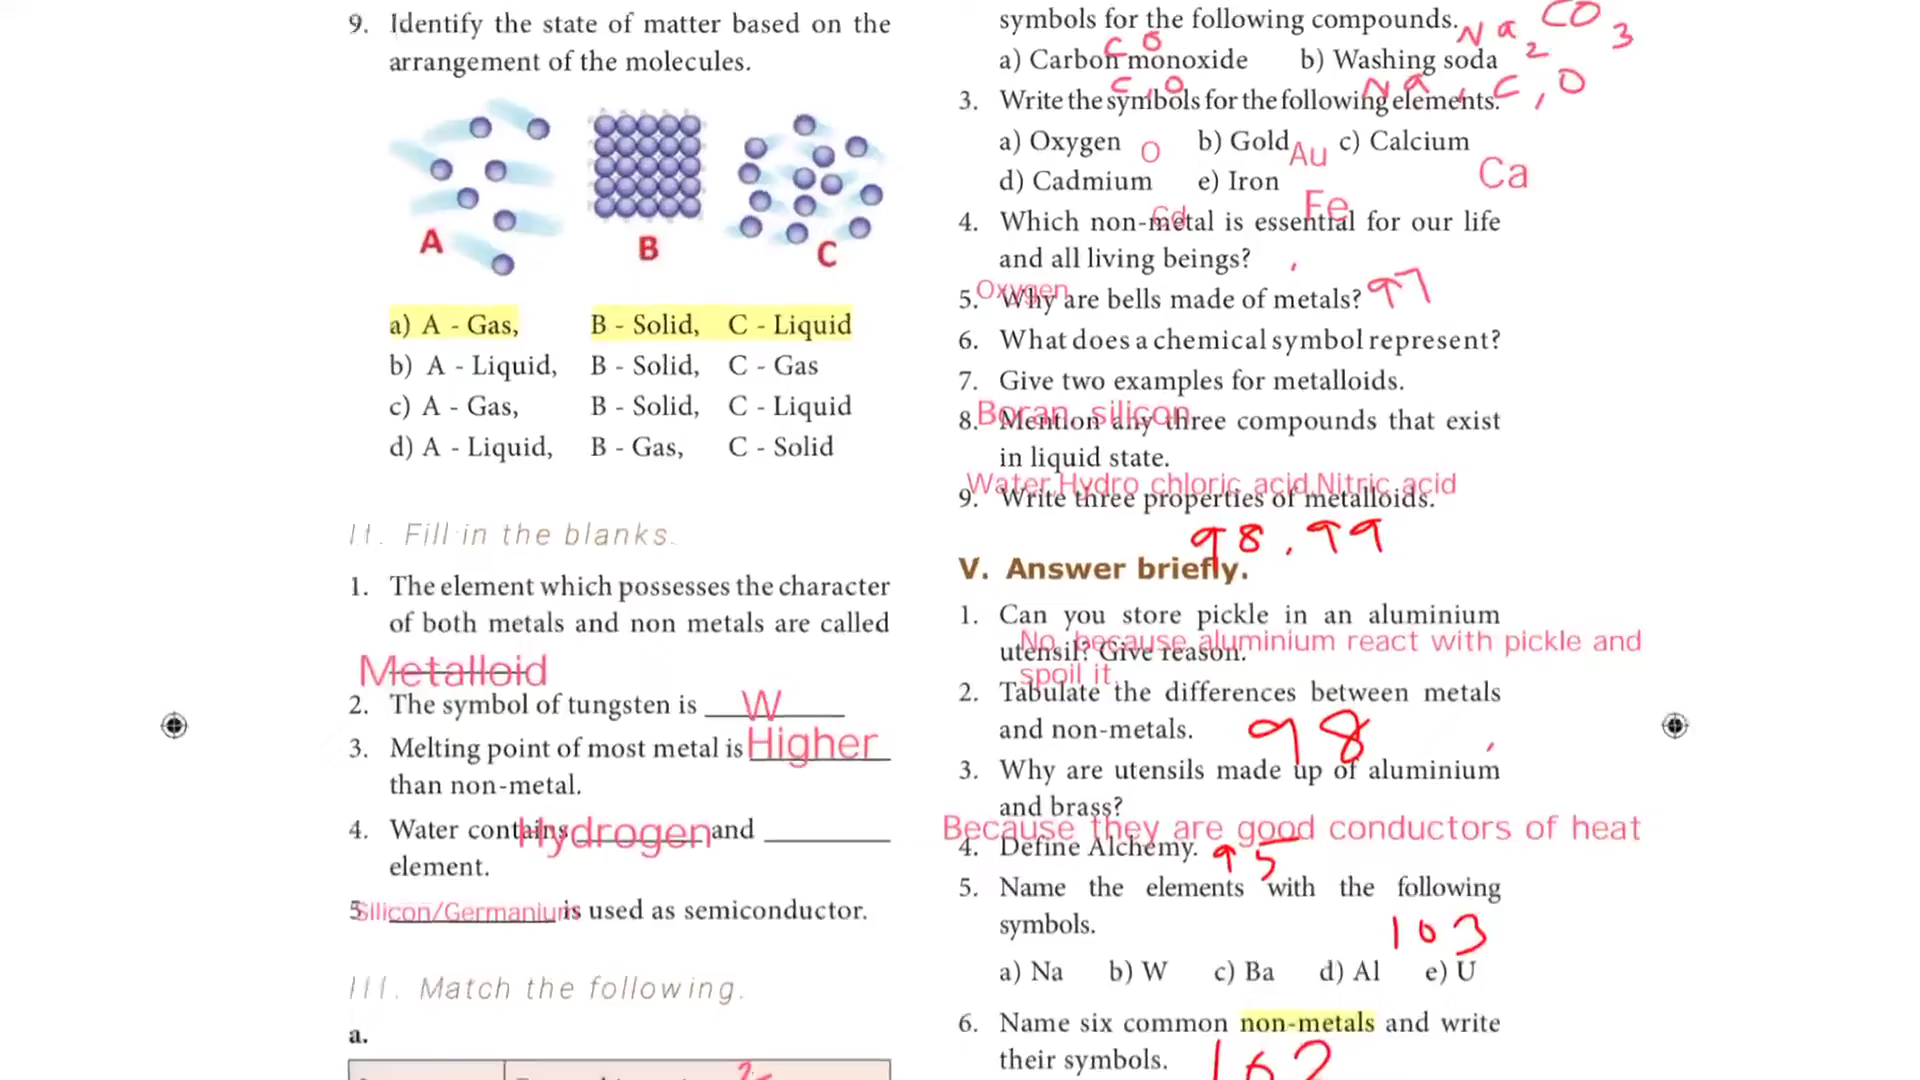 9. Identify the state of matter based on the
arrangement of the molecules.
A
B
C
a) A - Gas, B - Solid, C - Liquid
b) A - Liquid, B - Solid, C - Gas
c) A - Gas, B - Solid, C - Liquid
d) A - Liquid, B - Gas, C - Solid
II. Fill in the blanks.
1. The element which possesses the character
of both metals and non metals are called
Metalloid
2. The symbol of tungsten is W
3. Melting point of most metal is Higher
than non-metal.
4. Water contains Hydrogen and
element.
5 Silicon/Germanium is used as semiconductor.
III. Match the following.
a.
symbols for the following compounds.
Na2CO3
CO
a) Carbon monoxide b) Washing soda
C, O Na, C, O
3. Write the symbols for the following elements.
a) Oxygen O b) Gold Au c) Calcium Ca
d) Cadmium e) Iron Fe
Cd
4. Which non-metal is essential for our life
and all living beings?
Oxygen
5. Why are bells made of metals? 97
6. What does a chemical symbol represent?
7. Give two examples for metalloids.
Boran, silicon
8. Mention any three compounds that exist
in liquid state.
Water,Hydro chloric acid,Nitric acid
9. Write three properties of metalloids.
98, 99
V. Answer briefly.
1. Can you store pickle in an aluminium
utensil? Give reason.
No, because aluminium react with pickle and
spoil it.
2. Tabulate the differences between metals
and non-metals. 98
3. Why are utensils made up of aluminium
and brass?
Because they are good conductors of heat
4. Define Alchemy. 95
5. Name the elements with the following
symbols. 103
a) Na b) W c) Ba d) Al e) U
6. Name six common non-metals and write
their symbols. 102